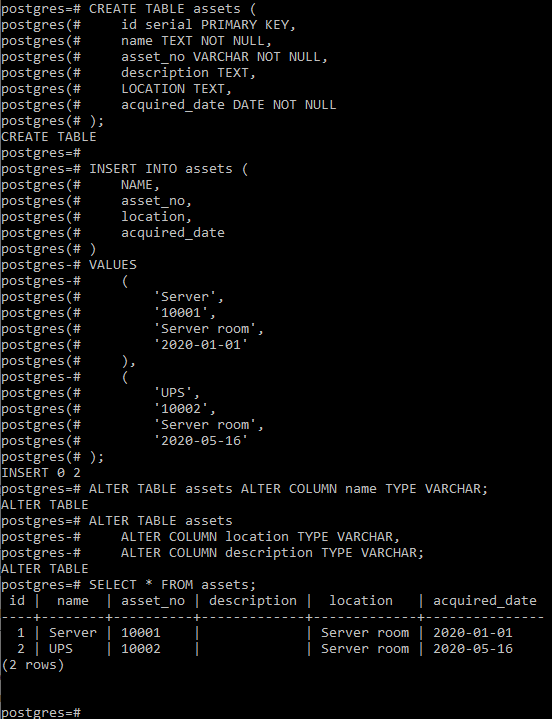 postgres=# CREATE TABLE assets (
postgres(#     id serial PRIMARY KEY,
postgres(#     name TEXT NOT NULL,
postgres(#     asset_no VARCHAR NOT NULL,
postgres(#     description TEXT,
postgres(#     LOCATION TEXT,
postgres(#     acquired_date DATE NOT NULL
postgres(# );
CREATE TABLE
postgres=#
postgres=# INSERT INTO assets (
postgres(#     NAME,
postgres(#     asset_no,
postgres(#     location,
postgres(#     acquired_date
postgres(# )
postgres-# VALUES
postgres-#     (
postgres(#         'Server',
postgres(#         '10001',
postgres(#         'Server room',
postgres(#         '2020-01-01'
postgres(#     ),
postgres-#     (
postgres(#         'UPS',
postgres(#         '10002',
postgres(#         'Server room',
postgres(#         '2020-05-16'
postgres(# );
INSERT 0 2
postgres=# ALTER TABLE assets ALTER COLUMN name TYPE VARCHAR;
ALTER TABLE
postgres=# ALTER TABLE assets
postgres-#     ALTER COLUMN location TYPE VARCHAR,
postgres-#     ALTER COLUMN description TYPE VARCHAR;
ALTER TABLE
postgres=# SELECT * FROM assets;
 id |  name  | asset_no | description |  location   | acquired_date
----+--------+----------+-------------+-------------+---------------
  1 | Server | 10001    |             | Server room | 2020-01-01
  2 | UPS    | 10002    |             | Server room | 2020-05-16
(2 rows)
postgres=#